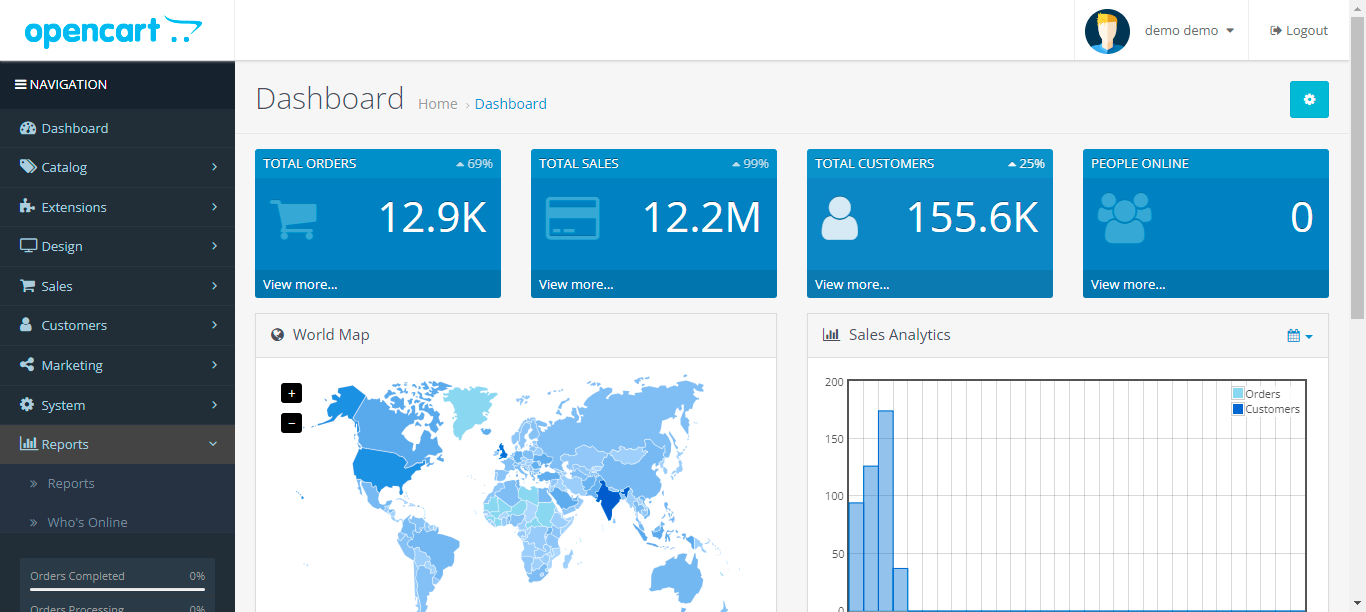 opencart
demo demo
Logout
NAVIGATION
Dashboard
Catalog
Extensions
Design
Sales
Customers
Marketing
System
Reports
Reports
Who's Online
Orders Completed 0%
Orders Processing 0%
Dashboard
Home › Dashboard
TOTAL ORDERS 69%
12.9K
View more...
TOTAL SALES 99%
12.2M
View more...
TOTAL CUSTOMERS 25%
155.6K
View more...
PEOPLE ONLINE
0
View more...
World Map
+
−
Sales Analytics
200
150
100
50
0
Orders
Customers